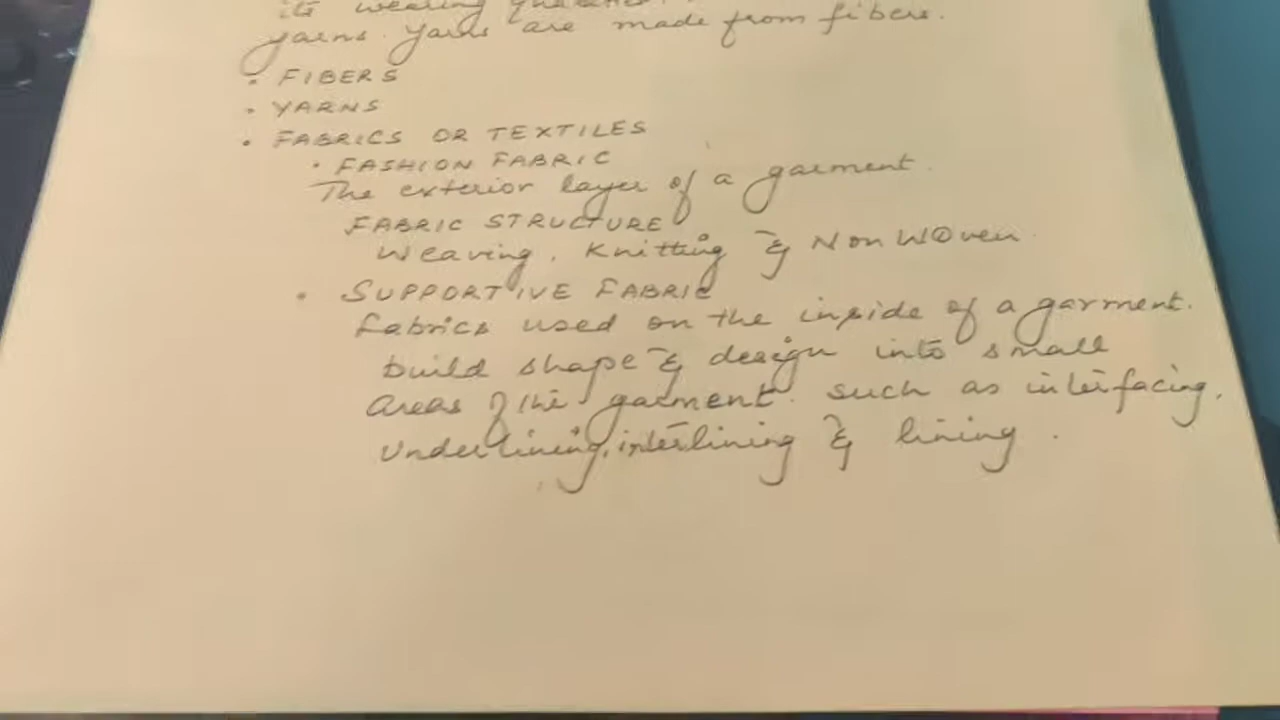 its wearing
yarns. Yarns are made from fibers.
• FIBERS
• YARNS
• FABRICS OR TEXTILES
• FASHION FABRIC
The exterior layer of a garment.
FABRIC STRUCTURE
Weaving, Knitting & Non Woven.
• SUPPORTIVE FABRIC
fabrics used on the inside of a garment.
build shape & design into small
areas of the garment. such as interfacing,
underlining, interlining & lining.